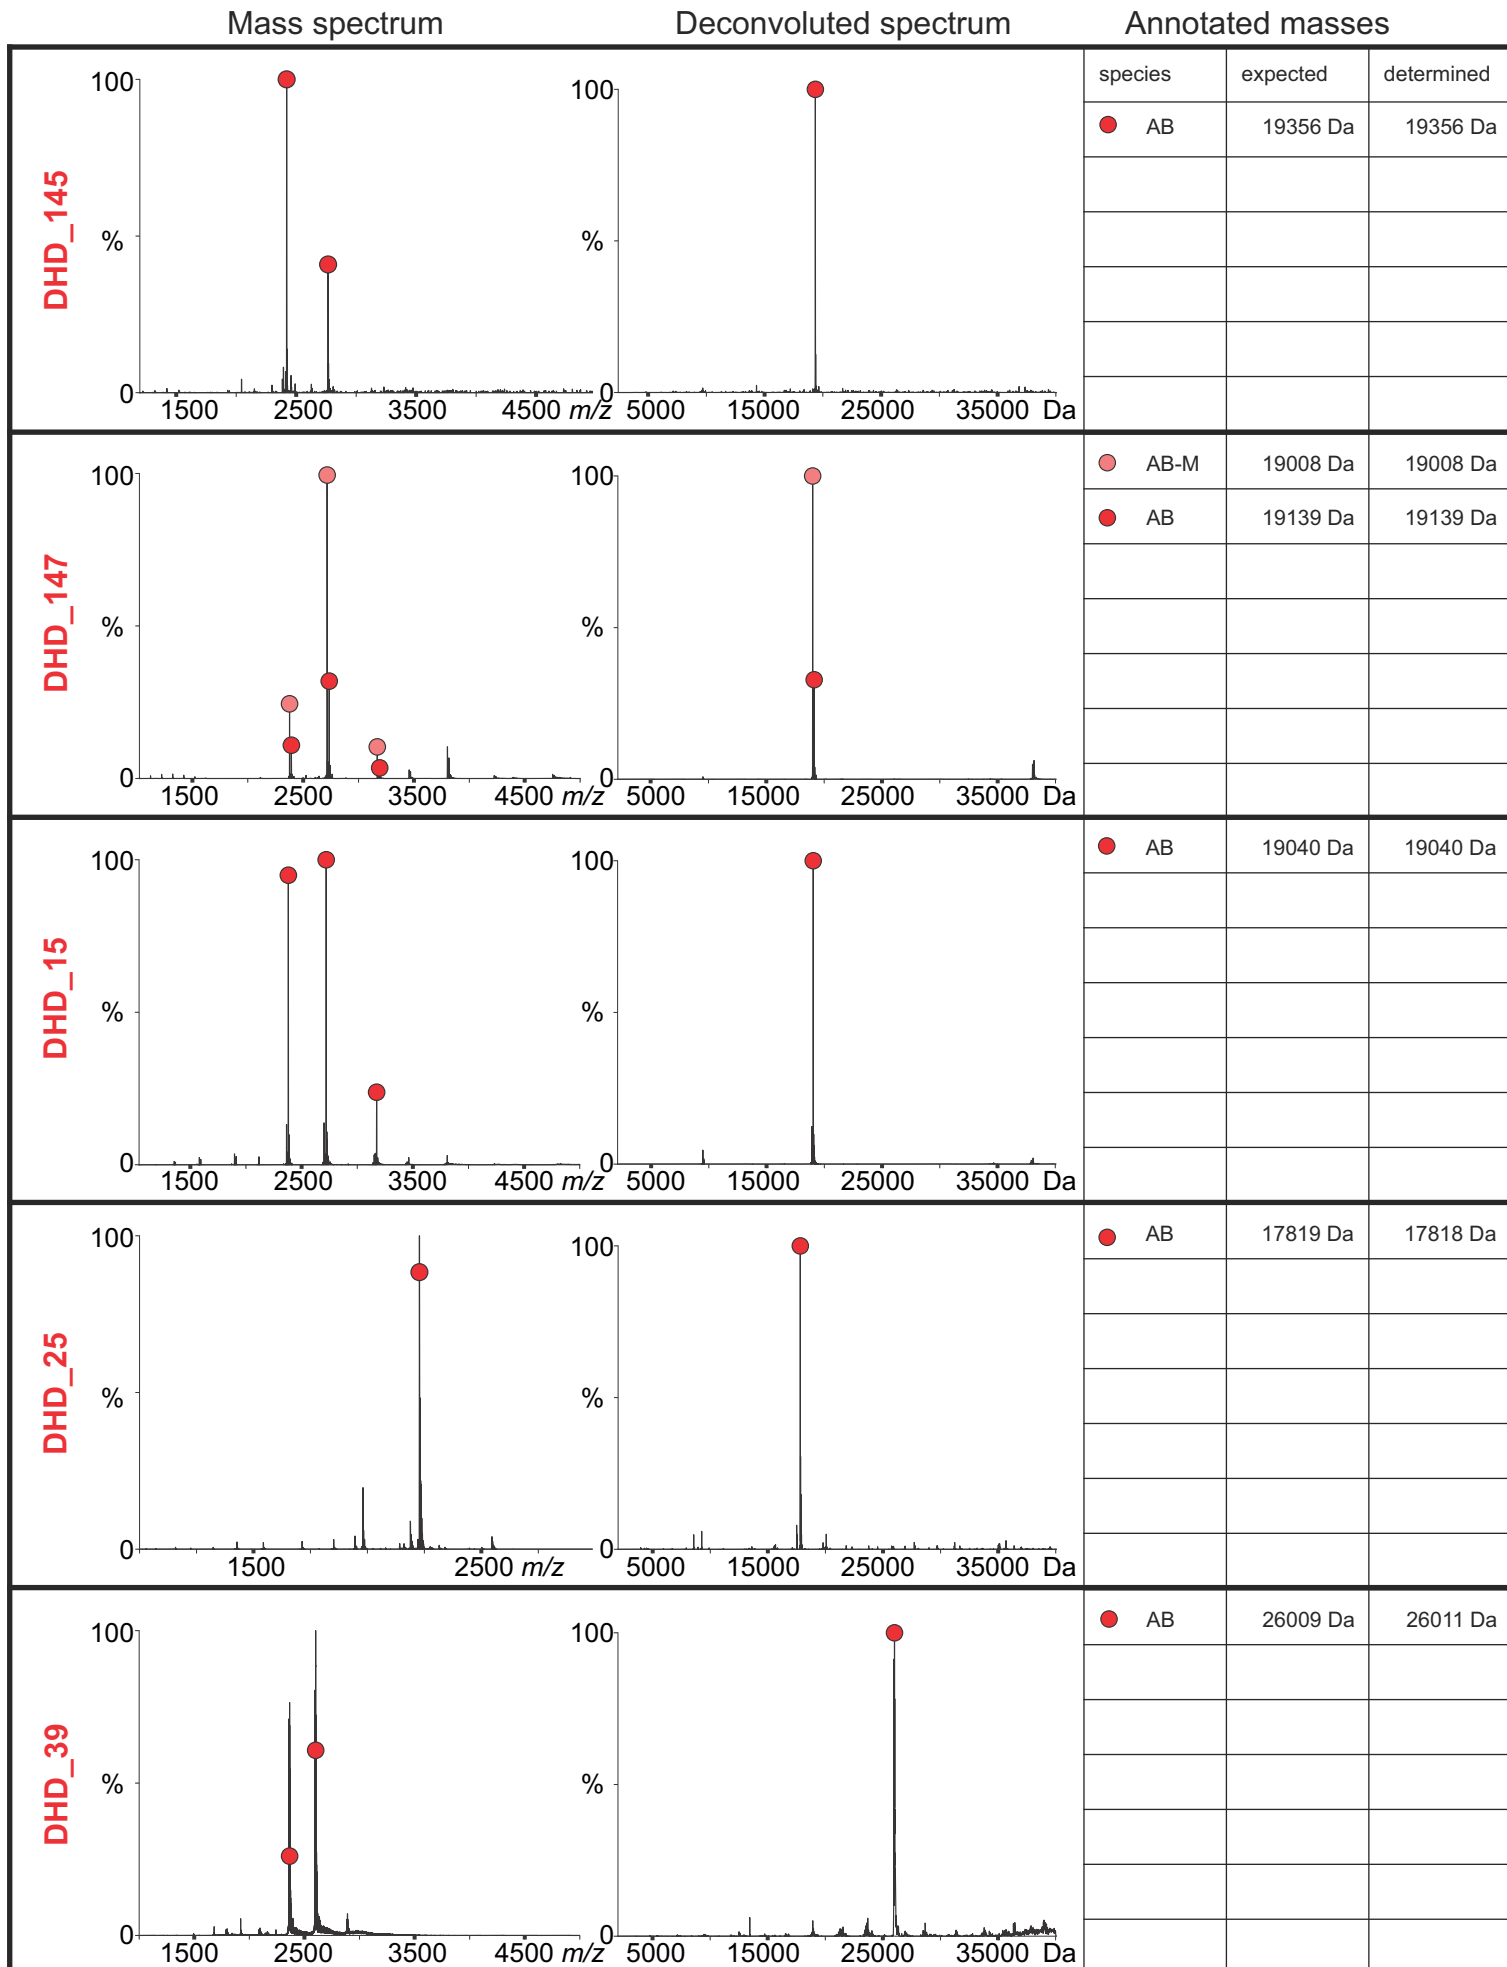 Mass spectrum Deconvoluted spectrum Annotated masses
species expected determined
DHD_145
100
%
0
1500 2500 3500 4500 m/z
100
%
0
5000 15000 25000 35000 Da
AB 19356 Da 19356 Da
DHD_147
100
%
0
1500 2500 3500 4500 m/z
100
%
0
5000 15000 25000 35000 Da
AB-M 19008 Da 19008 Da
AB 19139 Da 19139 Da
DHD_15
100
%
0
1500 2500 3500 4500 m/z
100
%
0
5000 15000 25000 35000 Da
AB 19040 Da 19040 Da
DHD_25
100
%
0
1500 2500 m/z
100
%
0
5000 15000 25000 35000 Da
AB 17819 Da 17818 Da
DHD_39
100
%
0
1500 2500 3500 4500 m/z
100
%
0
5000 15000 25000 35000 Da
AB 26009 Da 26011 Da